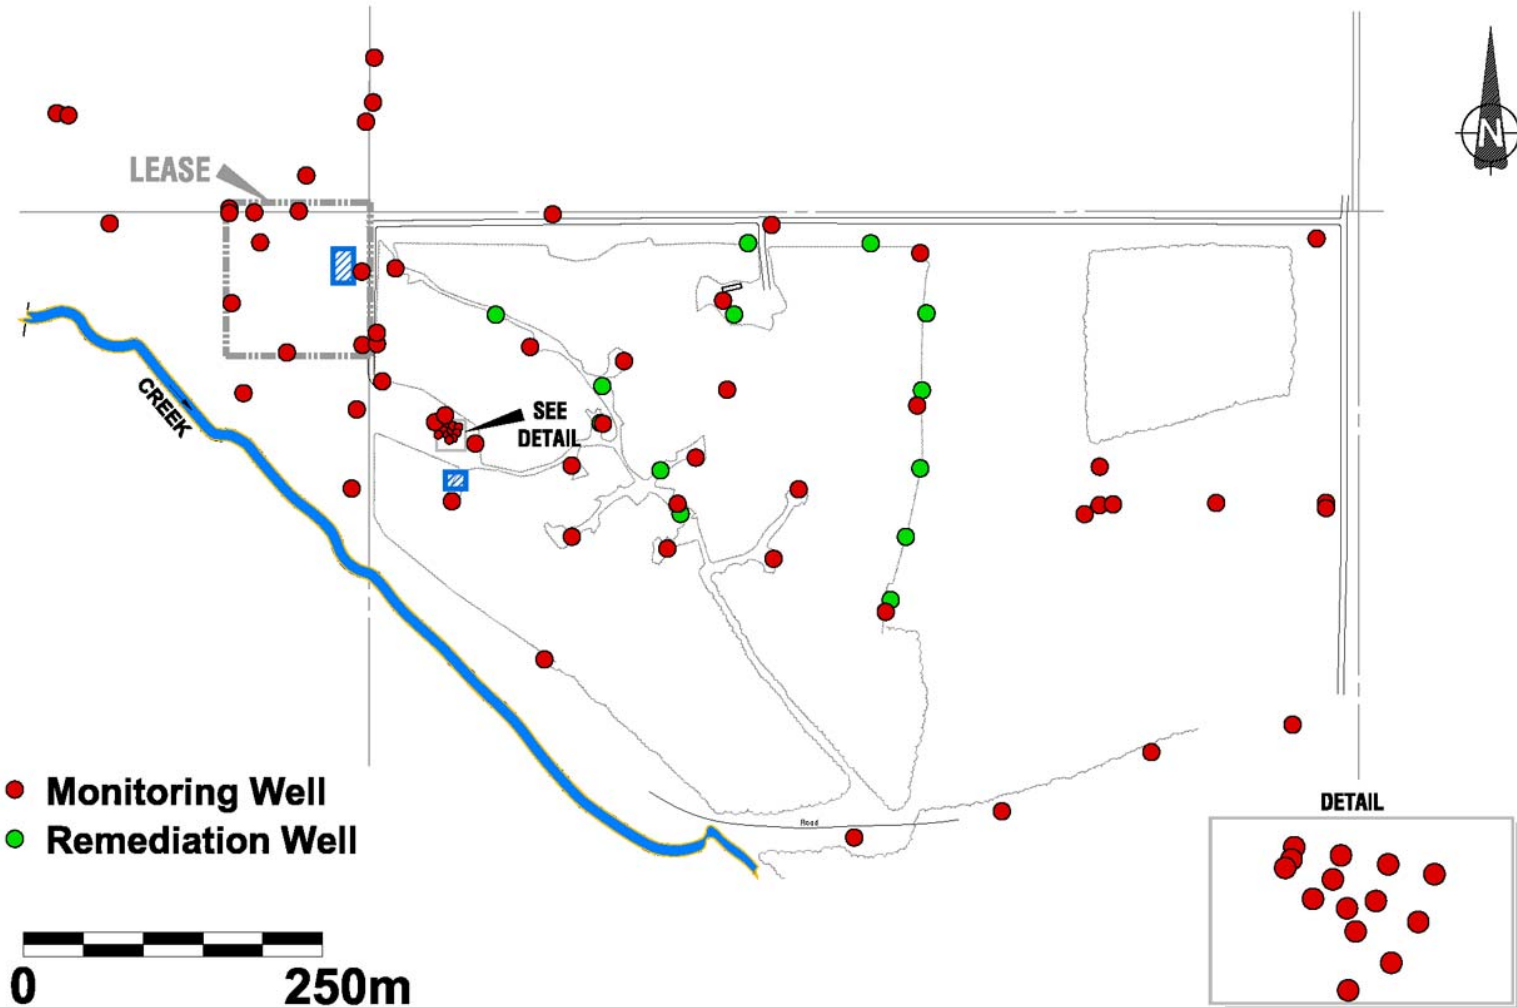 N
LEASE
CREEK
SEE
DETAIL
Monitoring Well
Remediation Well
Road
DETAIL
0
250m